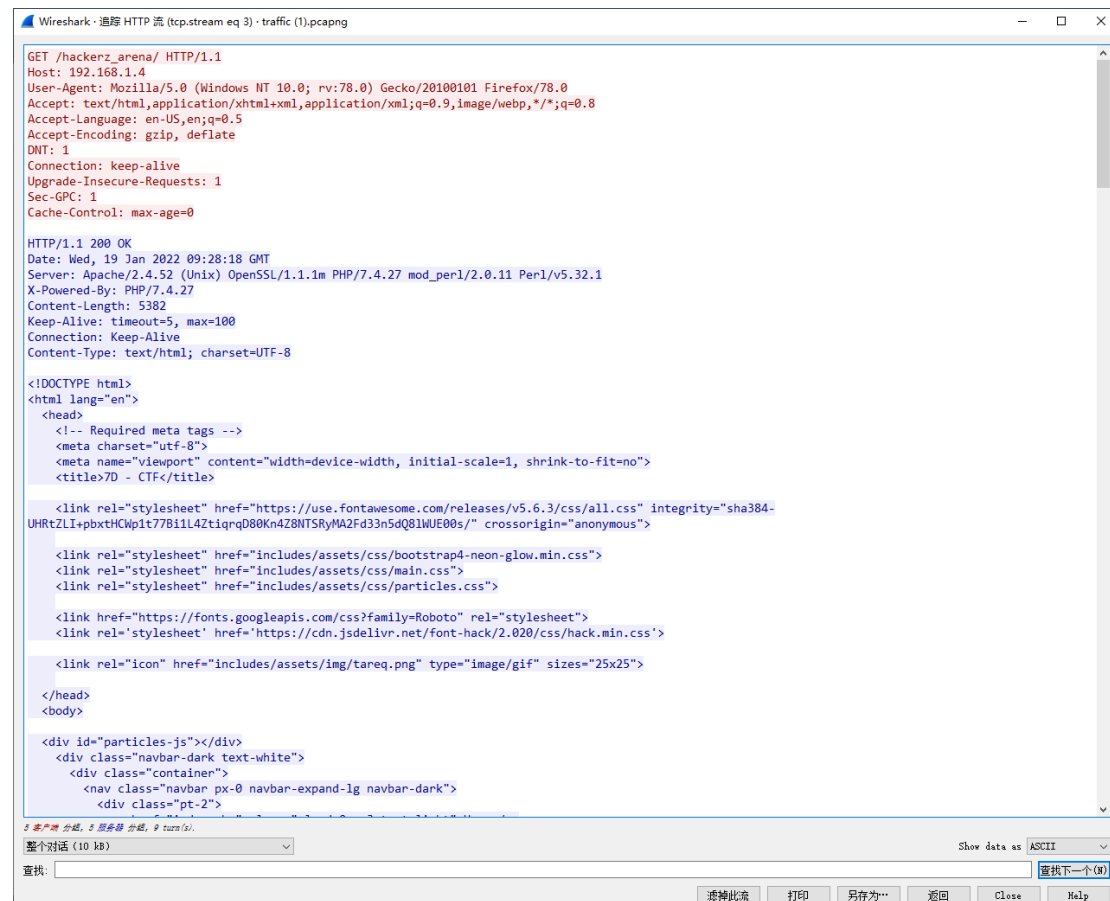 Wireshark · 追踪 HTTP 流 (tcp.stream eq 3) · traffic (1).pcapng
GET /hackerz_arena/ HTTP/1.1
Host: 192.168.1.4
User-Agent: Mozilla/5.0 (Windows NT 10.0; rv:78.0) Gecko/20100101 Firefox/78.0
Accept: text/html,application/xhtml+xml,application/xml;q=0.9,image/webp,*/*;q=0.8
Accept-Language: en-US,en;q=0.5
Accept-Encoding: gzip, deflate
DNT: 1
Connection: keep-alive
Upgrade-Insecure-Requests: 1
Sec-GPC: 1
Cache-Control: max-age=0
HTTP/1.1 200 OK
Date: Wed, 19 Jan 2022 09:28:18 GMT
Server: Apache/2.4.52 (Unix) OpenSSL/1.1.1m PHP/7.4.27 mod_perl/2.0.11 Perl/v5.32.1
X-Powered-By: PHP/7.4.27
Content-Length: 5382
Keep-Alive: timeout=5, max=100
Connection: Keep-Alive
Content-Type: text/html; charset=UTF-8
<!DOCTYPE html>
<html lang="en">
<head>
<!-- Required meta tags -->
<meta charset="utf-8">
<meta name="viewport" content="width=device-width, initial-scale=1, shrink-to-fit=no">
<title>7D - CTF</title>
<link rel="stylesheet" href="https://use.fontawesome.com/releases/v5.6.3/css/all.css" integrity="sha384-
UHRtZLI+pbxtHCWp1t77Bi1L4ZtiqrqD80Kn4Z8NTSRyMA2Fd33n5dQ8lWUE00s/" crossorigin="anonymous">
<link rel="stylesheet" href="includes/assets/css/bootstrap4-neon-glow.min.css">
<link rel="stylesheet" href="includes/assets/css/main.css">
<link rel="stylesheet" href="includes/assets/css/particles.css">
<link href="https://fonts.googleapis.com/css?family=Roboto" rel="stylesheet">
<link rel='stylesheet' href='https://cdn.jsdelivr.net/font-hack/2.020/css/hack.min.css'>
<link rel="icon" href="includes/assets/img/tareq.png" type="image/gif" sizes="25x25">
</head>
<body>
<div id="particles-js"></div>
<div class="navbar-dark text-white">
<div class="container">
<nav class="navbar px-0 navbar-expand-lg navbar-dark">
<div class="pt-2">
5 客户端 分组, 5 服务器 分组, 9 turn(s).
整个对话 (10 kB)
Show data as ASCII
查找:
查找下一个(N)
滤掉此流 打印 另存为… 返回 Close Help